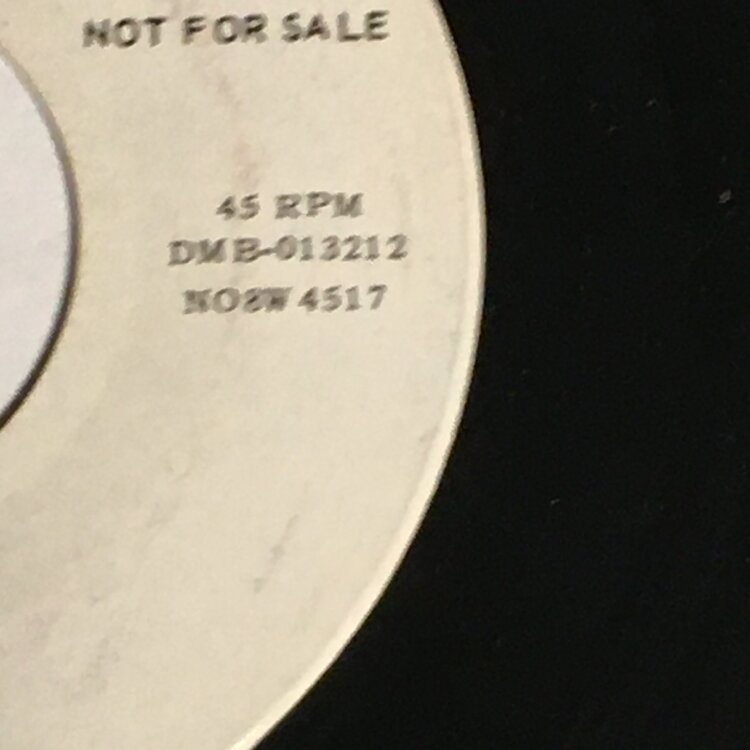 NOT FOR SALE
45 RPM
DMB-013212
NO8W 4517